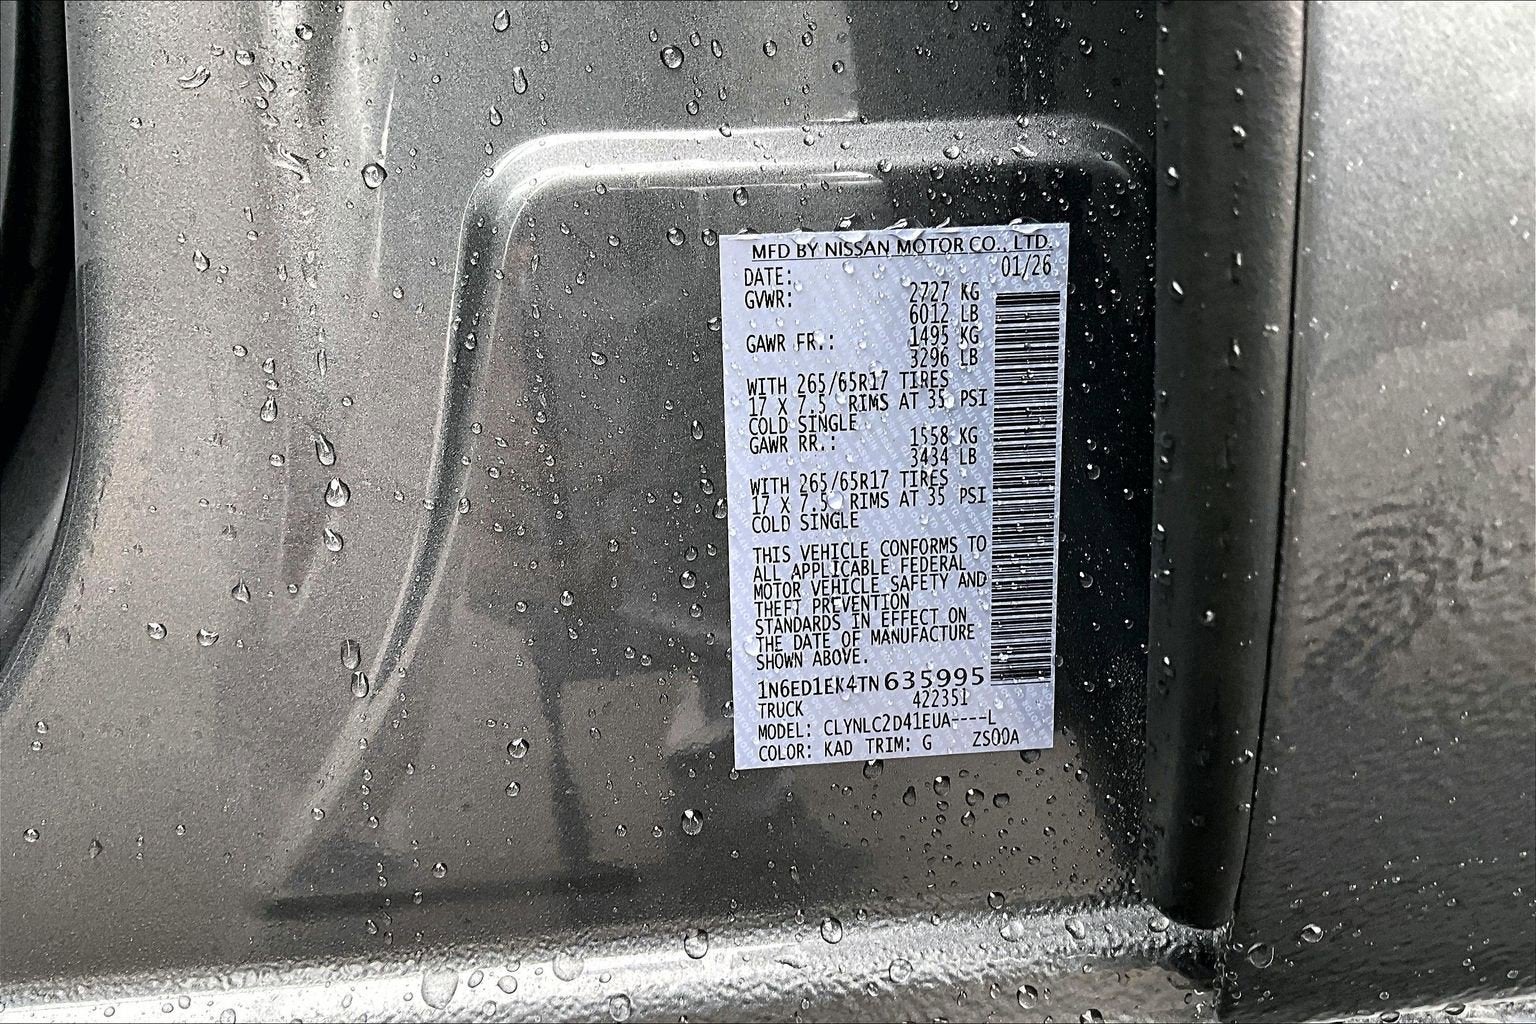 MFD BY NISSAN MOTOR CO., LTD.
DATE: 01/26
GVWR: 2727 KG
6012 LB
GAWR FR.: 1495 KG
3296 LB
WITH 265/65R17 TIRES
17 X 7.5 RIMS AT 35 PSI
COLD SINGLE
GAWR RR.: 1558 KG
3434 LB
WITH 265/65R17 TIRES
17 X 7.5 RIMS AT 35 PSI
COLD SINGLE
THIS VEHICLE CONFORMS TO
ALL APPLICABLE FEDERAL
MOTOR VEHICLE SAFETY AND
THEFT PREVENTION
STANDARDS IN EFFECT ON
THE DATE OF MANUFACTURE
SHOWN ABOVE.
1N6ED1EK4TN635995
TRUCK 422351
MODEL: CLYNLC2D41EUA----L
COLOR: KAD TRIM: G ZS00A